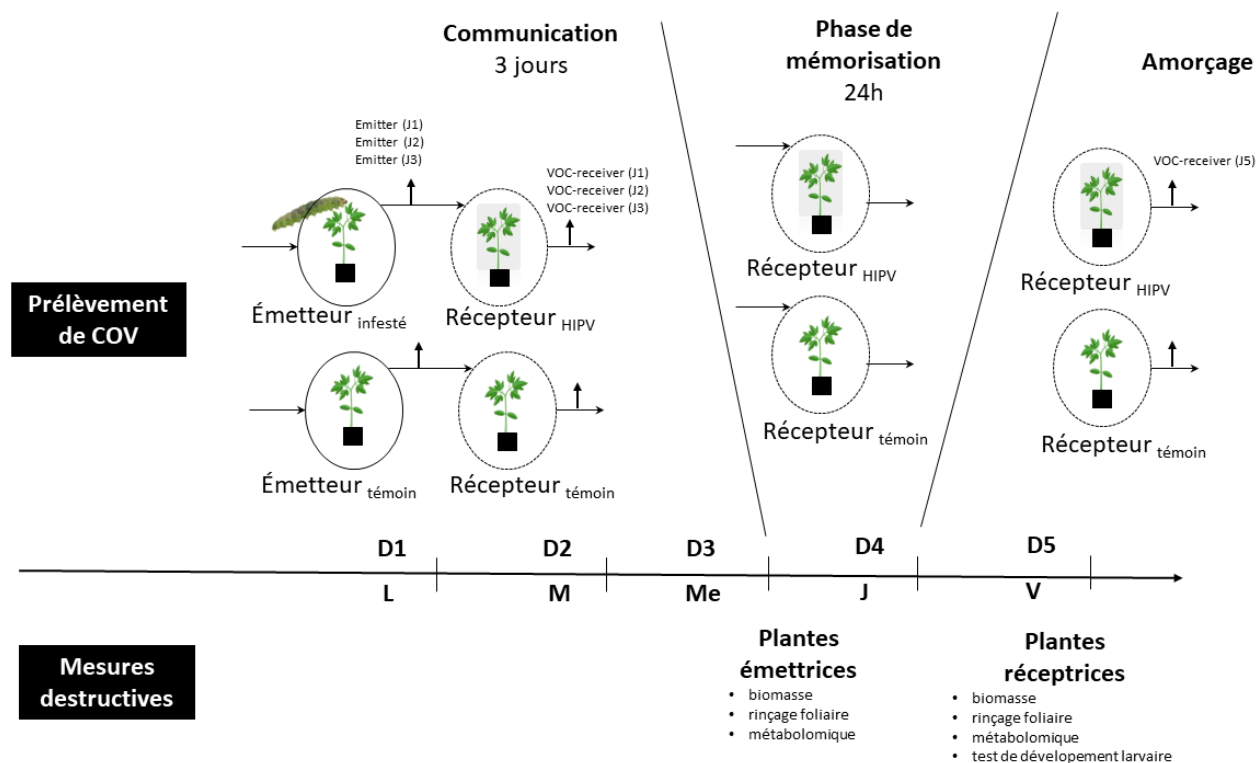 Communication
3 jours
Phase de
mémorisation
24h
Amorçage
Emitter (J1)
Emitter (J2)
Emitter (J3)
VOC-receiver (J1)
VOC-receiver (J2)
VOC-receiver (J3)
VOC-receiver (J5)
Prélèvement
de COV
Émetteur infesté
Récepteur HIPV
Récepteur HIPV
Récepteur HIPV
Émetteur témoin
Récepteur témoin
Récepteur témoin
Récepteur témoin
D1
D2
D3
D4
D5
L
M
Me
J
V
Mesures
destructives
Plantes
émettrices
• biomasse
• rinçage foliaire
• métabolomique
Plantes
réceptrices
• biomasse
• rinçage foliaire
• métabolomique
• test de dévelopement larvaire